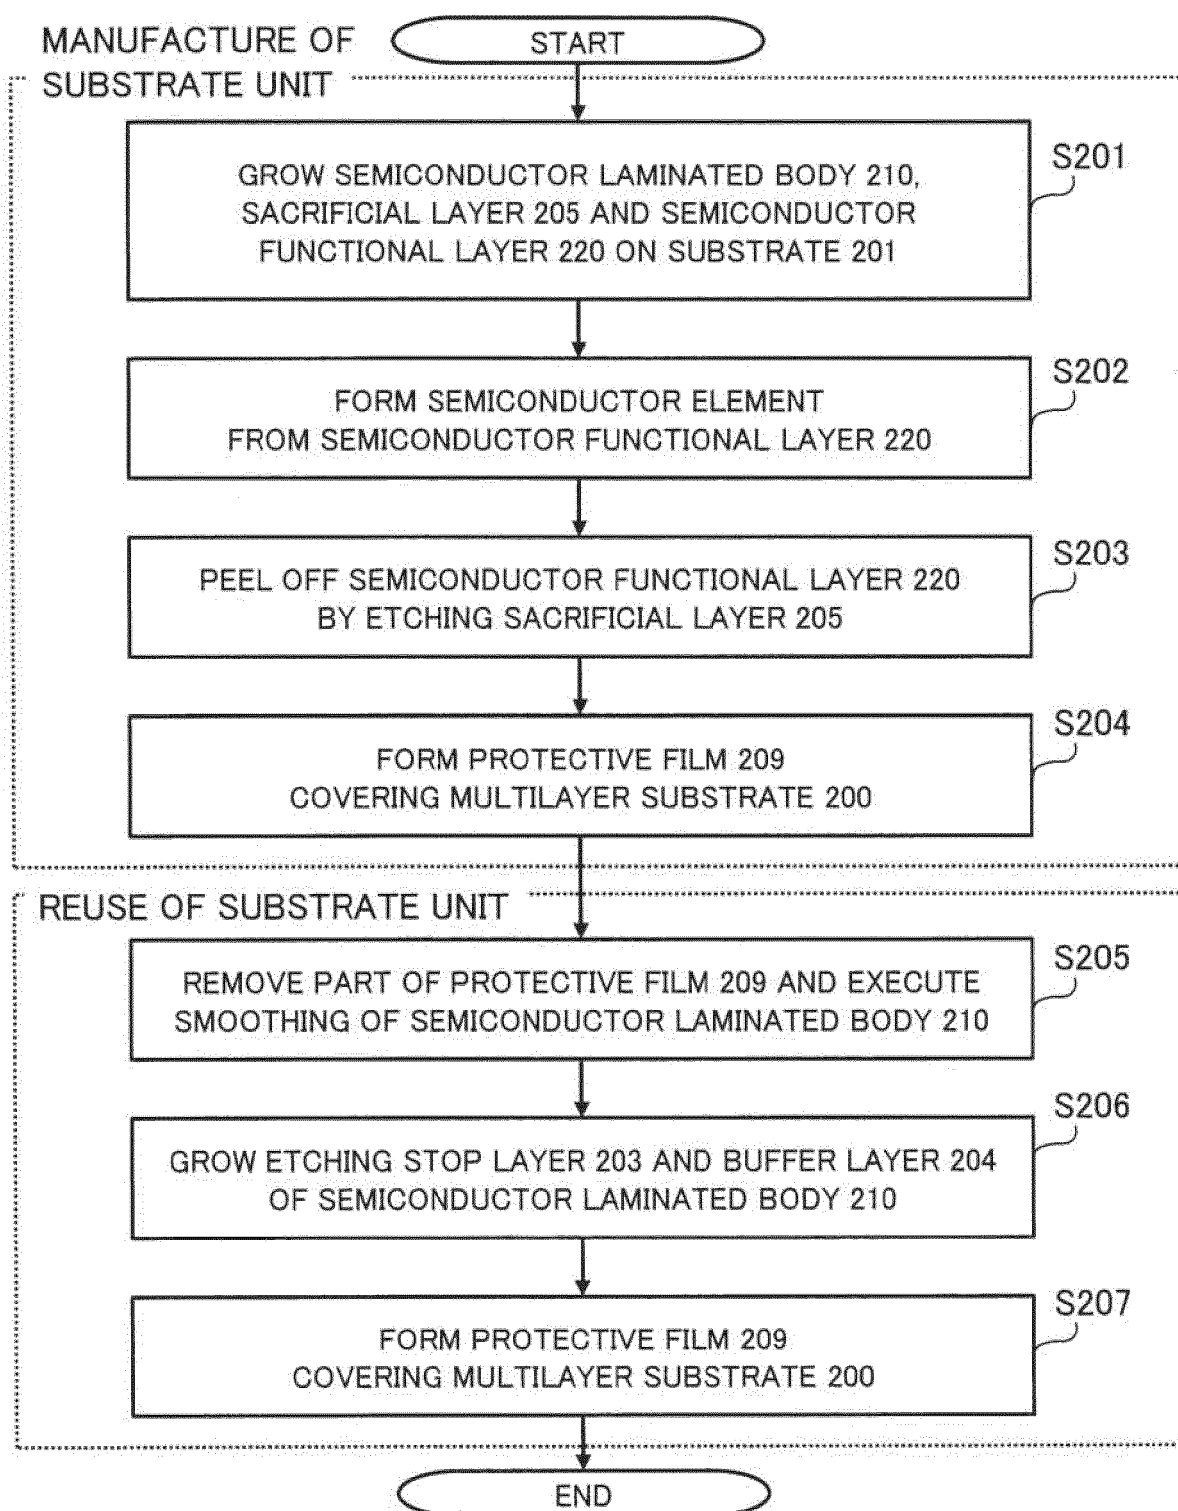 MANUFACTURE OF
SUBSTRATE UNIT
START
S201
GROW SEMICONDUCTOR LAMINATED BODY 210,
SACRIFICIAL LAYER 205 AND SEMICONDUCTOR
FUNCTIONAL LAYER 220 ON SUBSTRATE 201
S202
FORM SEMICONDUCTOR ELEMENT
FROM SEMICONDUCTOR FUNCTIONAL LAYER 220
S203
PEEL OFF SEMICONDUCTOR FUNCTIONAL LAYER 220
BY ETCHING SACRIFICIAL LAYER 205
S204
FORM PROTECTIVE FILM 209
COVERING MULTILAYER SUBSTRATE 200
REUSE OF SUBSTRATE UNIT
S205
REMOVE PART OF PROTECTIVE FILM 209 AND EXECUTE
SMOOTHING OF SEMICONDUCTOR LAMINATED BODY 210
S206
GROW ETCHING STOP LAYER 203 AND BUFFER LAYER 204
OF SEMICONDUCTOR LAMINATED BODY 210
S207
FORM PROTECTIVE FILM 209
COVERING MULTILAYER SUBSTRATE 200
END